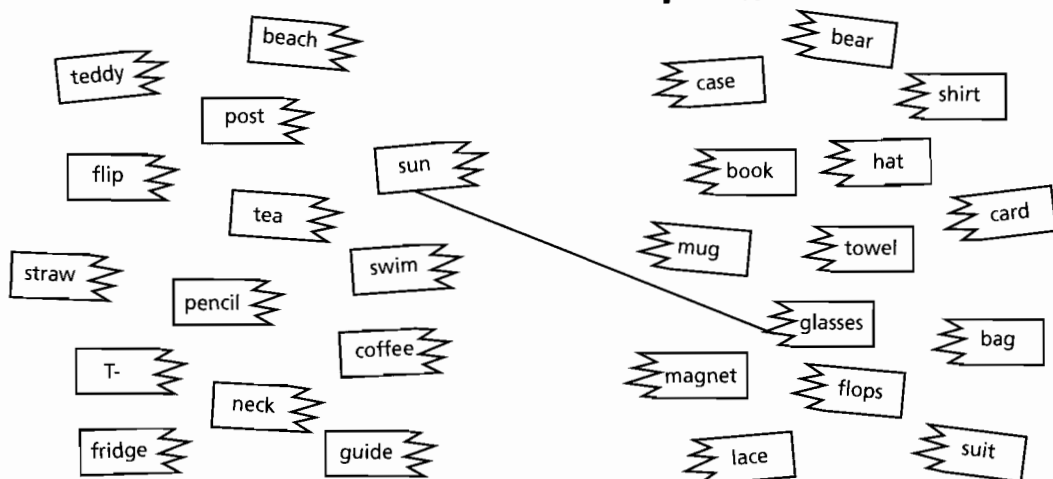 beach
teddy
post
sun
flip
tea
swim
straw
pencil
coffee
T-
neck
fridge
guide
bear
case
shirt
hat
book
card
mug
towel
glasses
bag
magnet
flops
suit
lace